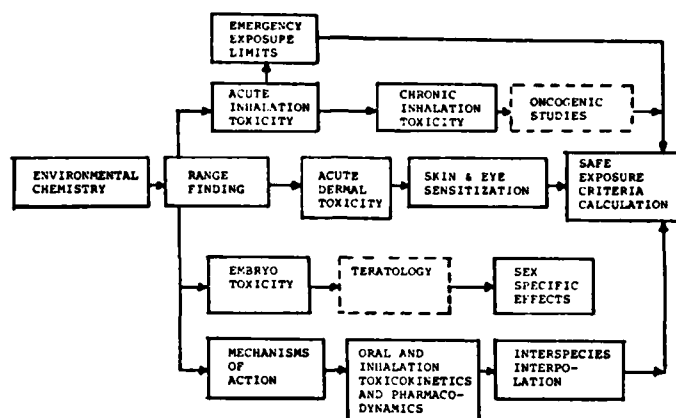 EMERGENCY
EXPOSURE
LIMITS
ACUTE
INHALATION
TOXICITY
CHRONIC
INHALATION
TOXICITY
ONCOGENIC
STUDIES
ENVIRONMENTAL
CHEMISTRY
RANGE
FINDING
ACUTE
DERMAL
TOXICITY
SKIN & EYE
SENSITIZATION
SAFE
EXPOSURE
CRITERIA
CALCULATION
EMBRYO
TOXICITY
TERATOLOGY
SEX
SPECIFIC
EFFECTS
MECHANISMS
OF
ACTION
ORAL AND
INHALATION
TOXICOKINETICS
AND PHARMACO-
DYNAMICS
INTERSPECIES
INTERPO-
LATION